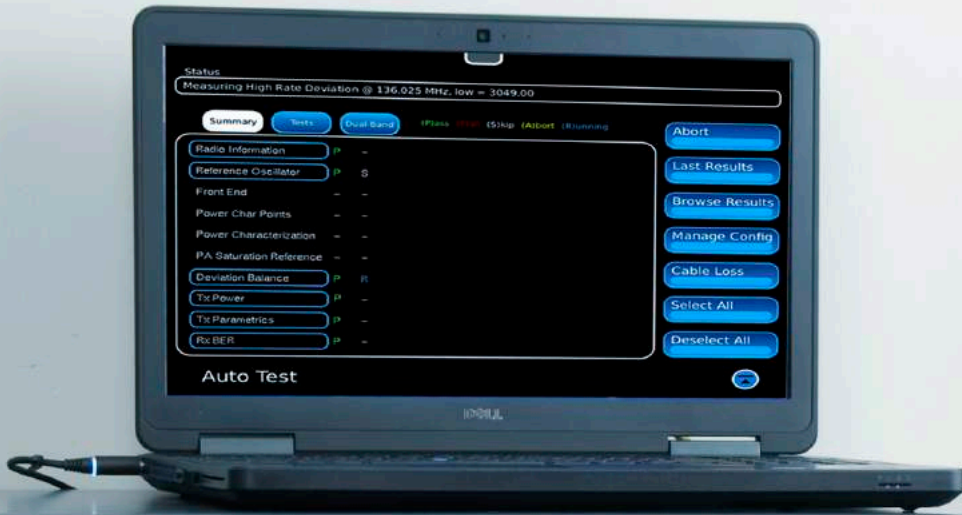 Status
Measuring High Rate Deviation @ 136.025 MHz, low = 3049.00
Summary Tests Dual Band (P)ass (F)ail (S)kip (A)bort (R)unning
Radio Information P –
Reference Oscillator P S
Front End – –
Power Char Points – –
Power Characterization – –
PA Saturation Reference – –
Deviation Balance P R
Tx Power P –
Tx Parametrics P –
Rx BER P –
Abort
Last Results
Browse Results
Manage Config
Cable Loss
Select All
Deselect All
Auto Test
DELL